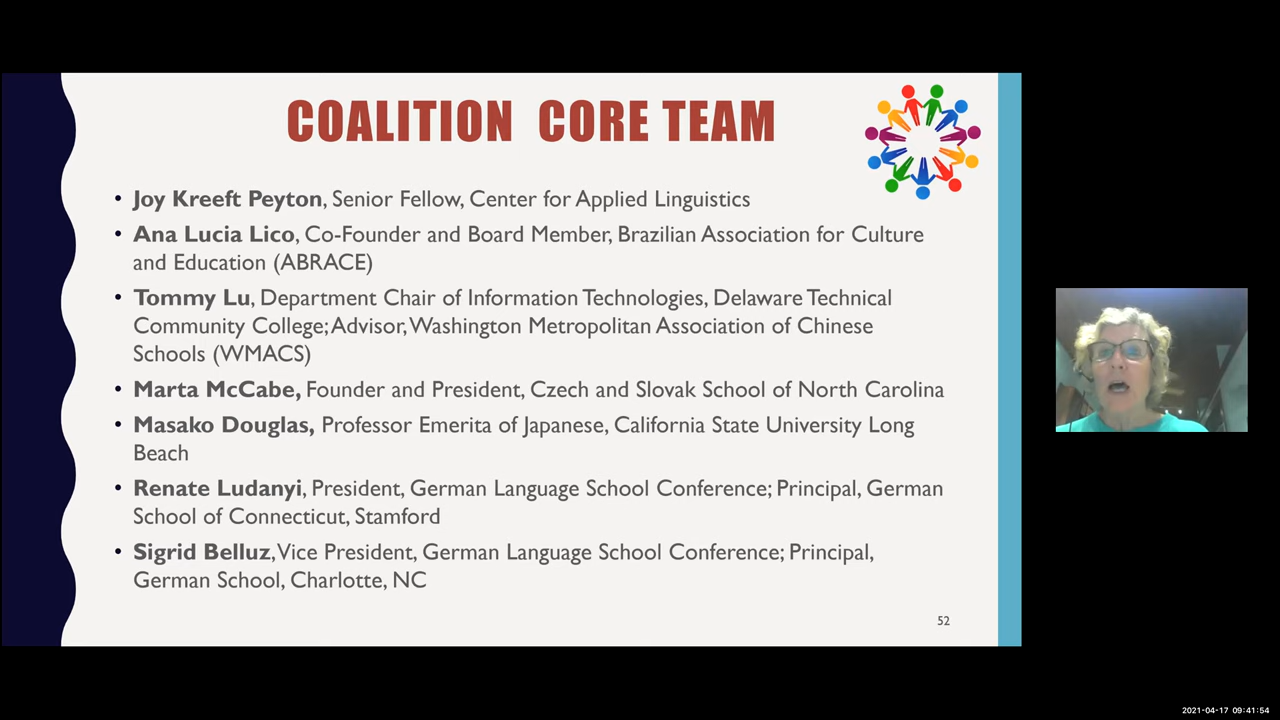 COALITION CORE TEAM
• Joy Kreeft Peyton, Senior Fellow, Center for Applied Linguistics
• Ana Lucia Lico, Co-Founder and Board Member, Brazilian Association for Culture
and Education (ABRACE)
• Tommy Lu, Department Chair of Information Technologies, Delaware Technical
Community College; Advisor, Washington Metropolitan Association of Chinese
Schools (WMACS)
• Marta McCabe, Founder and President, Czech and Slovak School of North Carolina
• Masako Douglas, Professor Emerita of Japanese, California State University Long
Beach
• Renate Ludanyi, President, German Language School Conference; Principal, German
School of Connecticut, Stamford
• Sigrid Belluz, Vice President, German Language School Conference; Principal,
German School, Charlotte, NC
52
2021-04-17 09:41:54